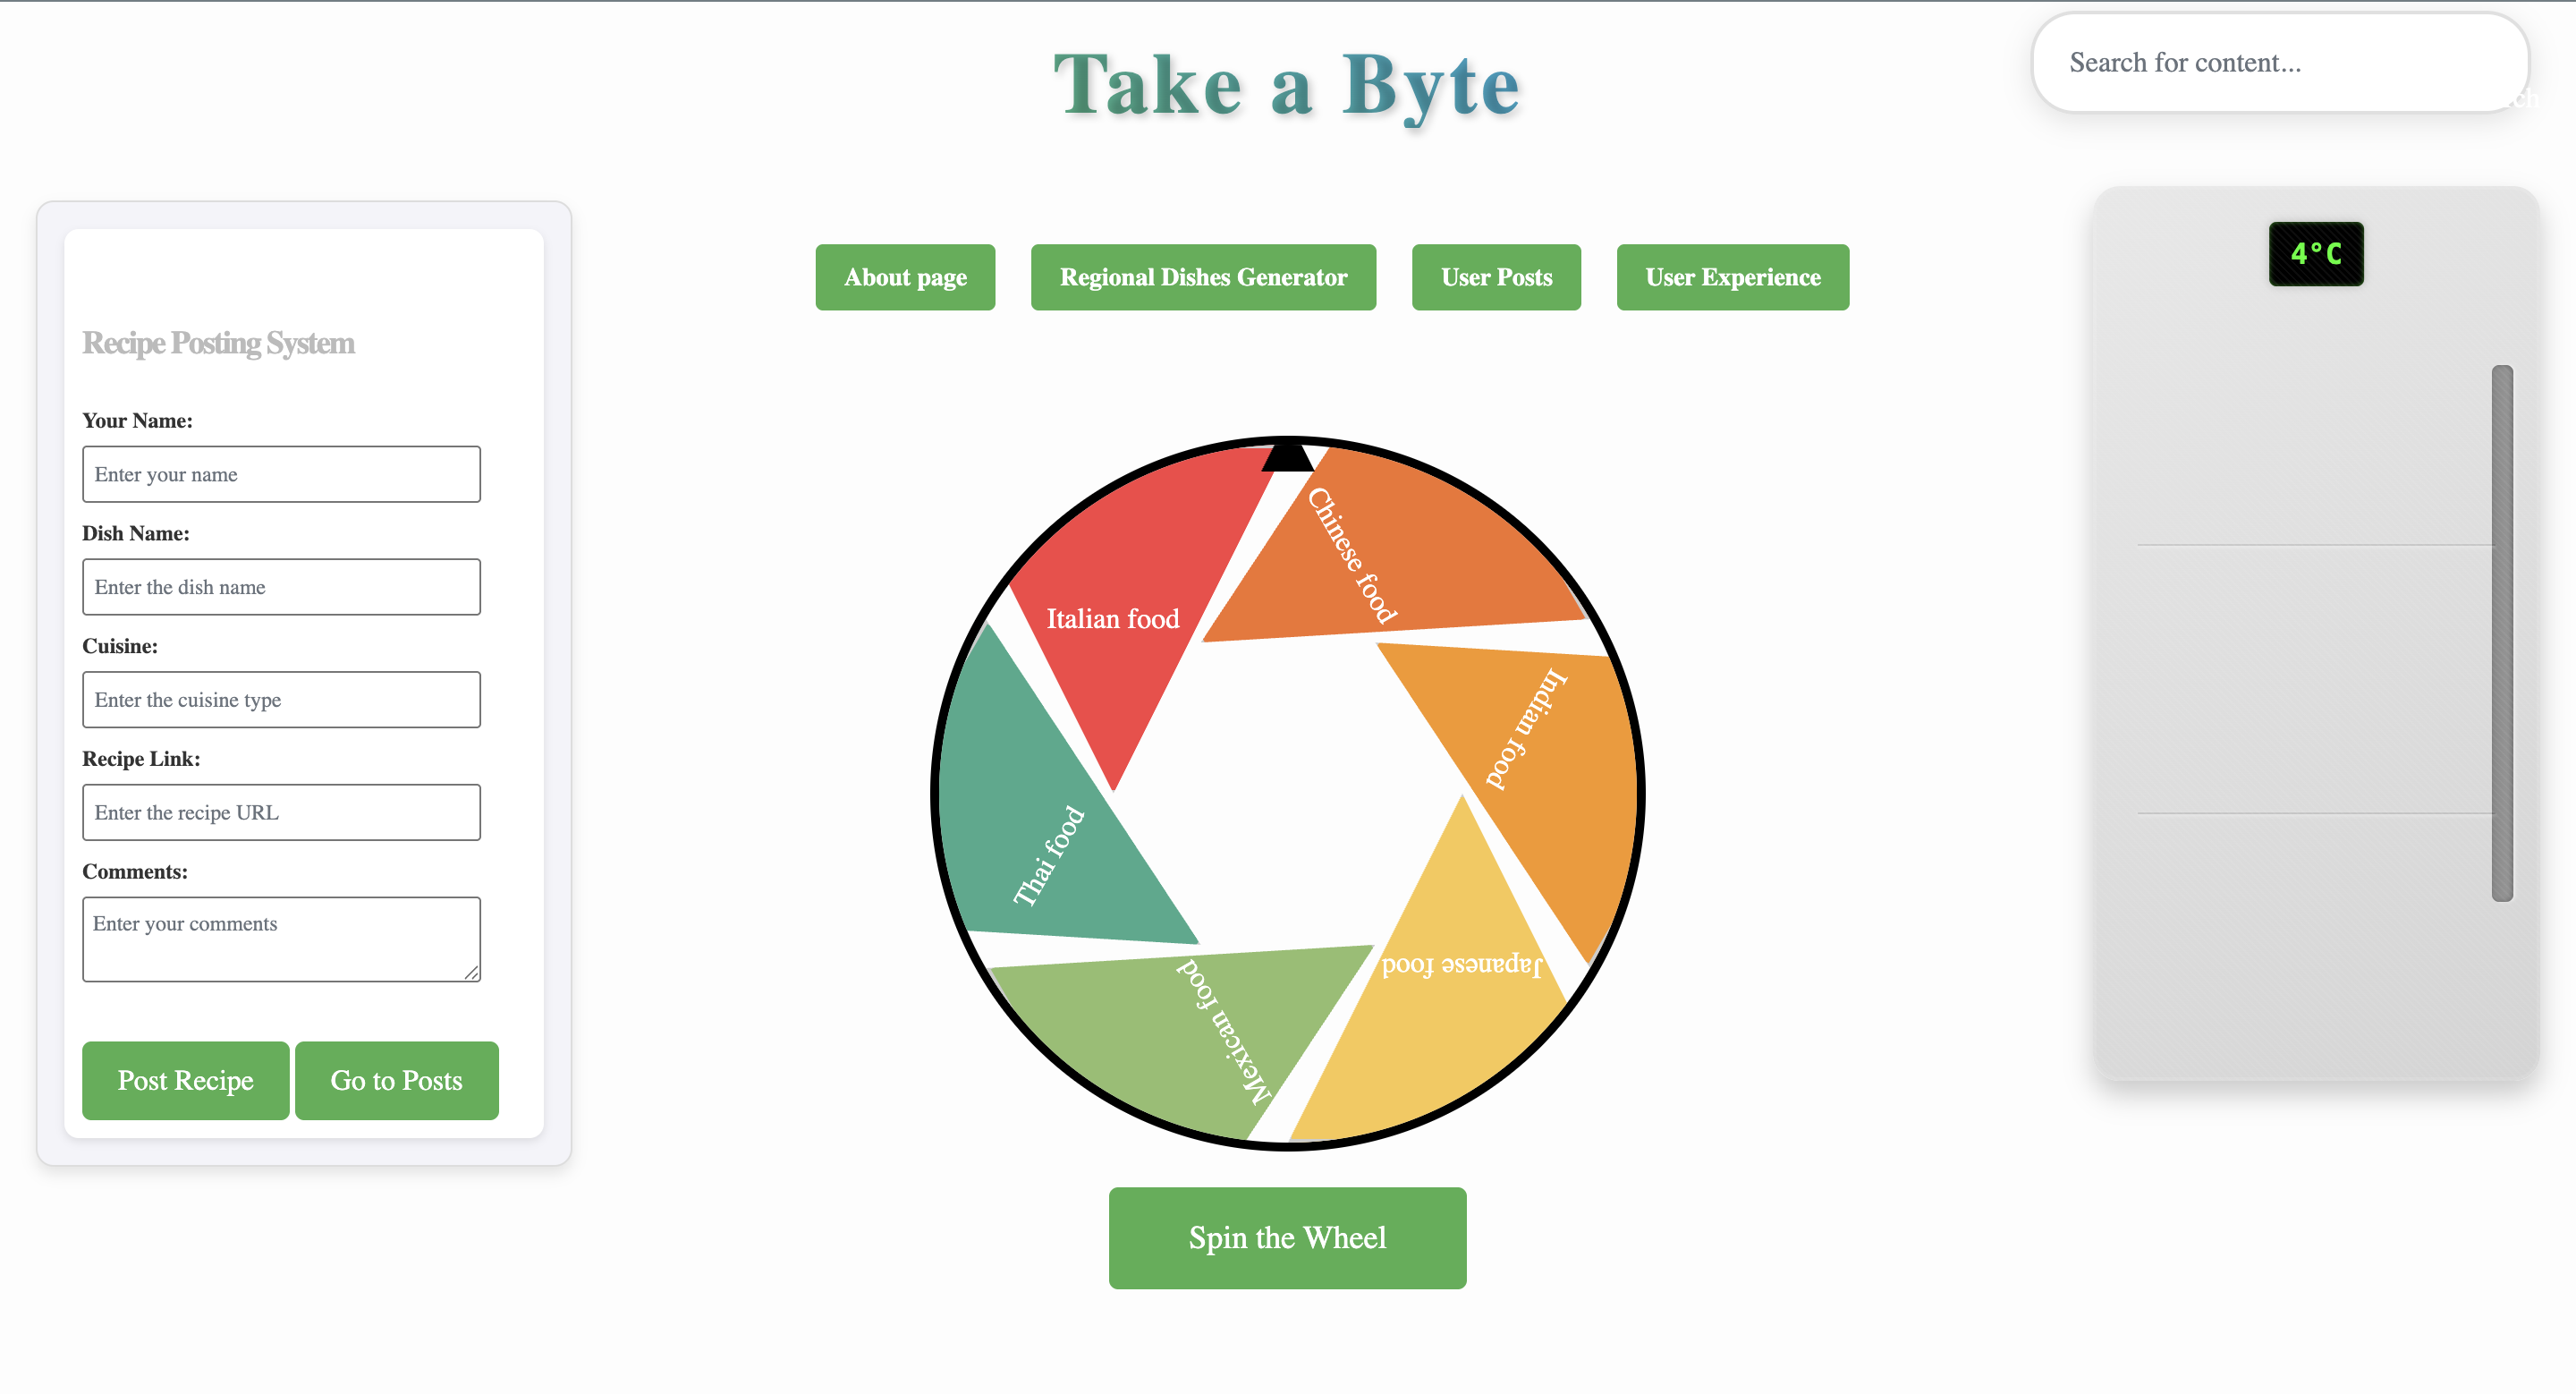 Take a Byte
Search for content...
ch
About page
Regional Dishes Generator
User Posts
User Experience
4°C
Recipe Posting System
Your Name:
Enter your name
Dish Name:
Enter the dish name
Cuisine:
Enter the cuisine type
Recipe Link:
Enter the recipe URL
Comments:
Enter your comments
Post Recipe
Go to Posts
Italian food
Chinese food
Indian food
Japanese food
Mexican food
Thai food
Spin the Wheel